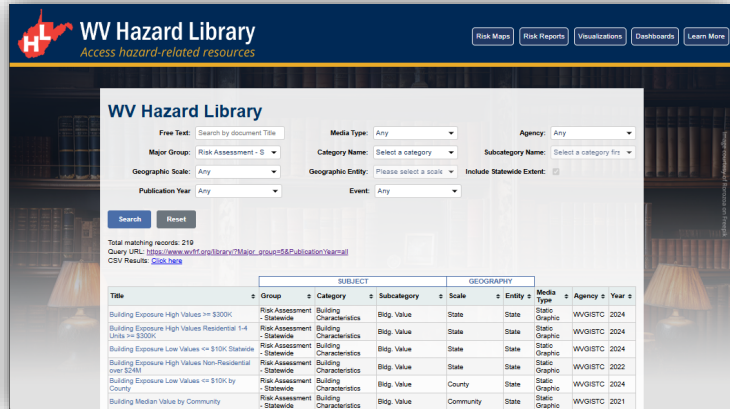 HL
WV Hazard Library
Access hazard-related resources
Risk Maps Risk Reports Visualizations Dashboards Learn More
WV Hazard Library
Free Text: Search by document Title Media Type: Any Agency: Any
Major Group: Risk Assessment - S Category Name: Select a category Subcategory Name: Select a category firs
Geographic Scale: Any Geographic Entity: Please select a scale Include Statewide Extent:
Publication Year Any Event: Any
Search Reset
Total matching records: 219
Query URL: https://www.wvfrf.org/library/?Major_group=5&PublicationYear=all
CSV Results: Click here
SUBJECT GEOGRAPHY
Title Group Category Subcategory Scale Entity Media Type Agency Year
Building Exposure High Values >= $300K Risk Assessment - Statewide Building Characteristics Bldg. Value State State Static Graphic WVGISTC 2024
Building Exposure High Values Residential 1-4 Units >= $300K Risk Assessment - Statewide Building Characteristics Bldg. Value State State Static Graphic WVGISTC 2024
Building Exposure Low Values <= $10K Statwide Risk Assessment - Statewide Building Characteristics Bldg. Value State State Static Graphic WVGISTC 2024
Building Exposure High Values Non-Residential over $24M Risk Assessment - Statewide Building Characteristics Bldg. Value State State Static Graphic WVGISTC 2022
Building Exposure Low Values <= $10K by County Risk Assessment - Statewide Building Characteristics Bldg. Value County State Static Graphic WVGISTC 2024
Building Median Value by Community Risk Assessment - Statewide Building Characteristics Bldg. Value Community State Static Graphic WVGISTC 2021